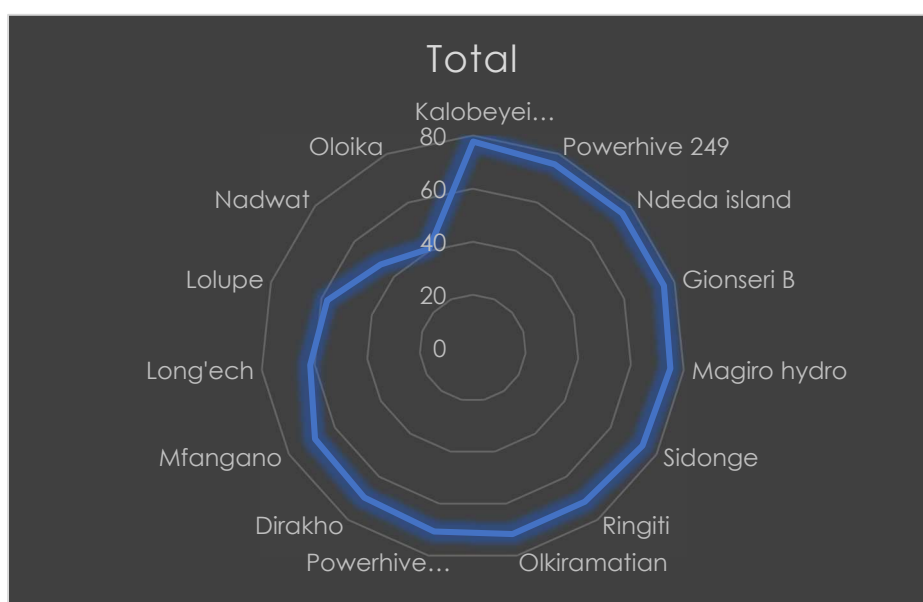 Total
Kalobeyei…
Powerhive 249
Ndeda island
Gionseri B
Magiro hydro
Sidonge
Ringiti
Olkiramatian
Powerhive…
Dirakho
Mfangano
Long'ech
Lolupe
Nadwat
Oloika
80
60
40
20
0